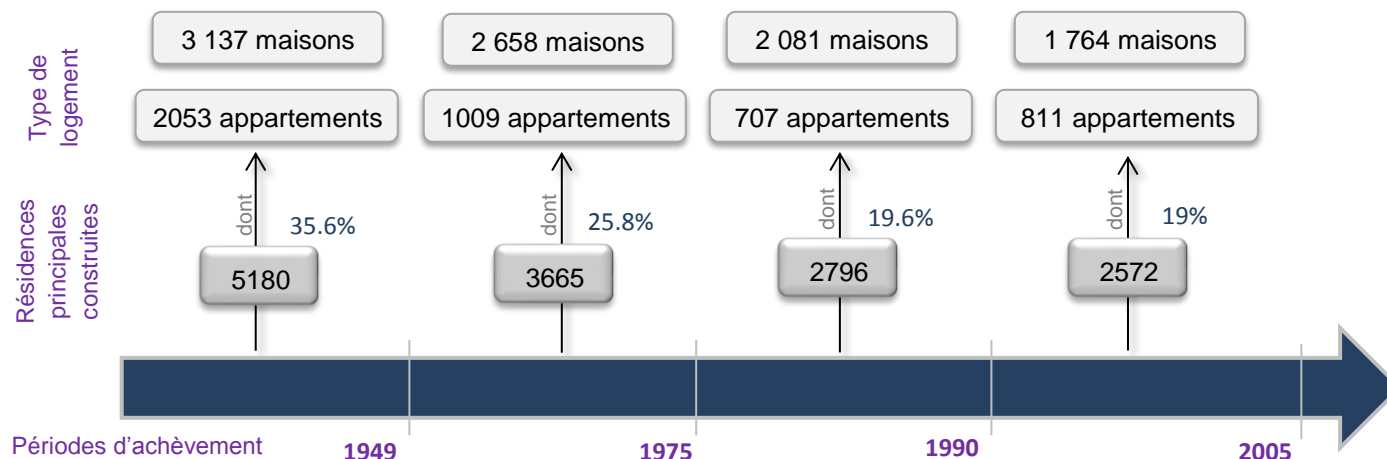 Type de
logement
3 137 maisons
2 658 maisons
2 081 maisons
1 764 maisons
2053 appartements
1009 appartements
707 appartements
811 appartements
Résidences
principales
construites
dont
35.6%
dont
25.8%
dont
19.6%
dont
19%
5180
3665
2796
2572
Périodes d'achèvement
1949
1975
1990
2005